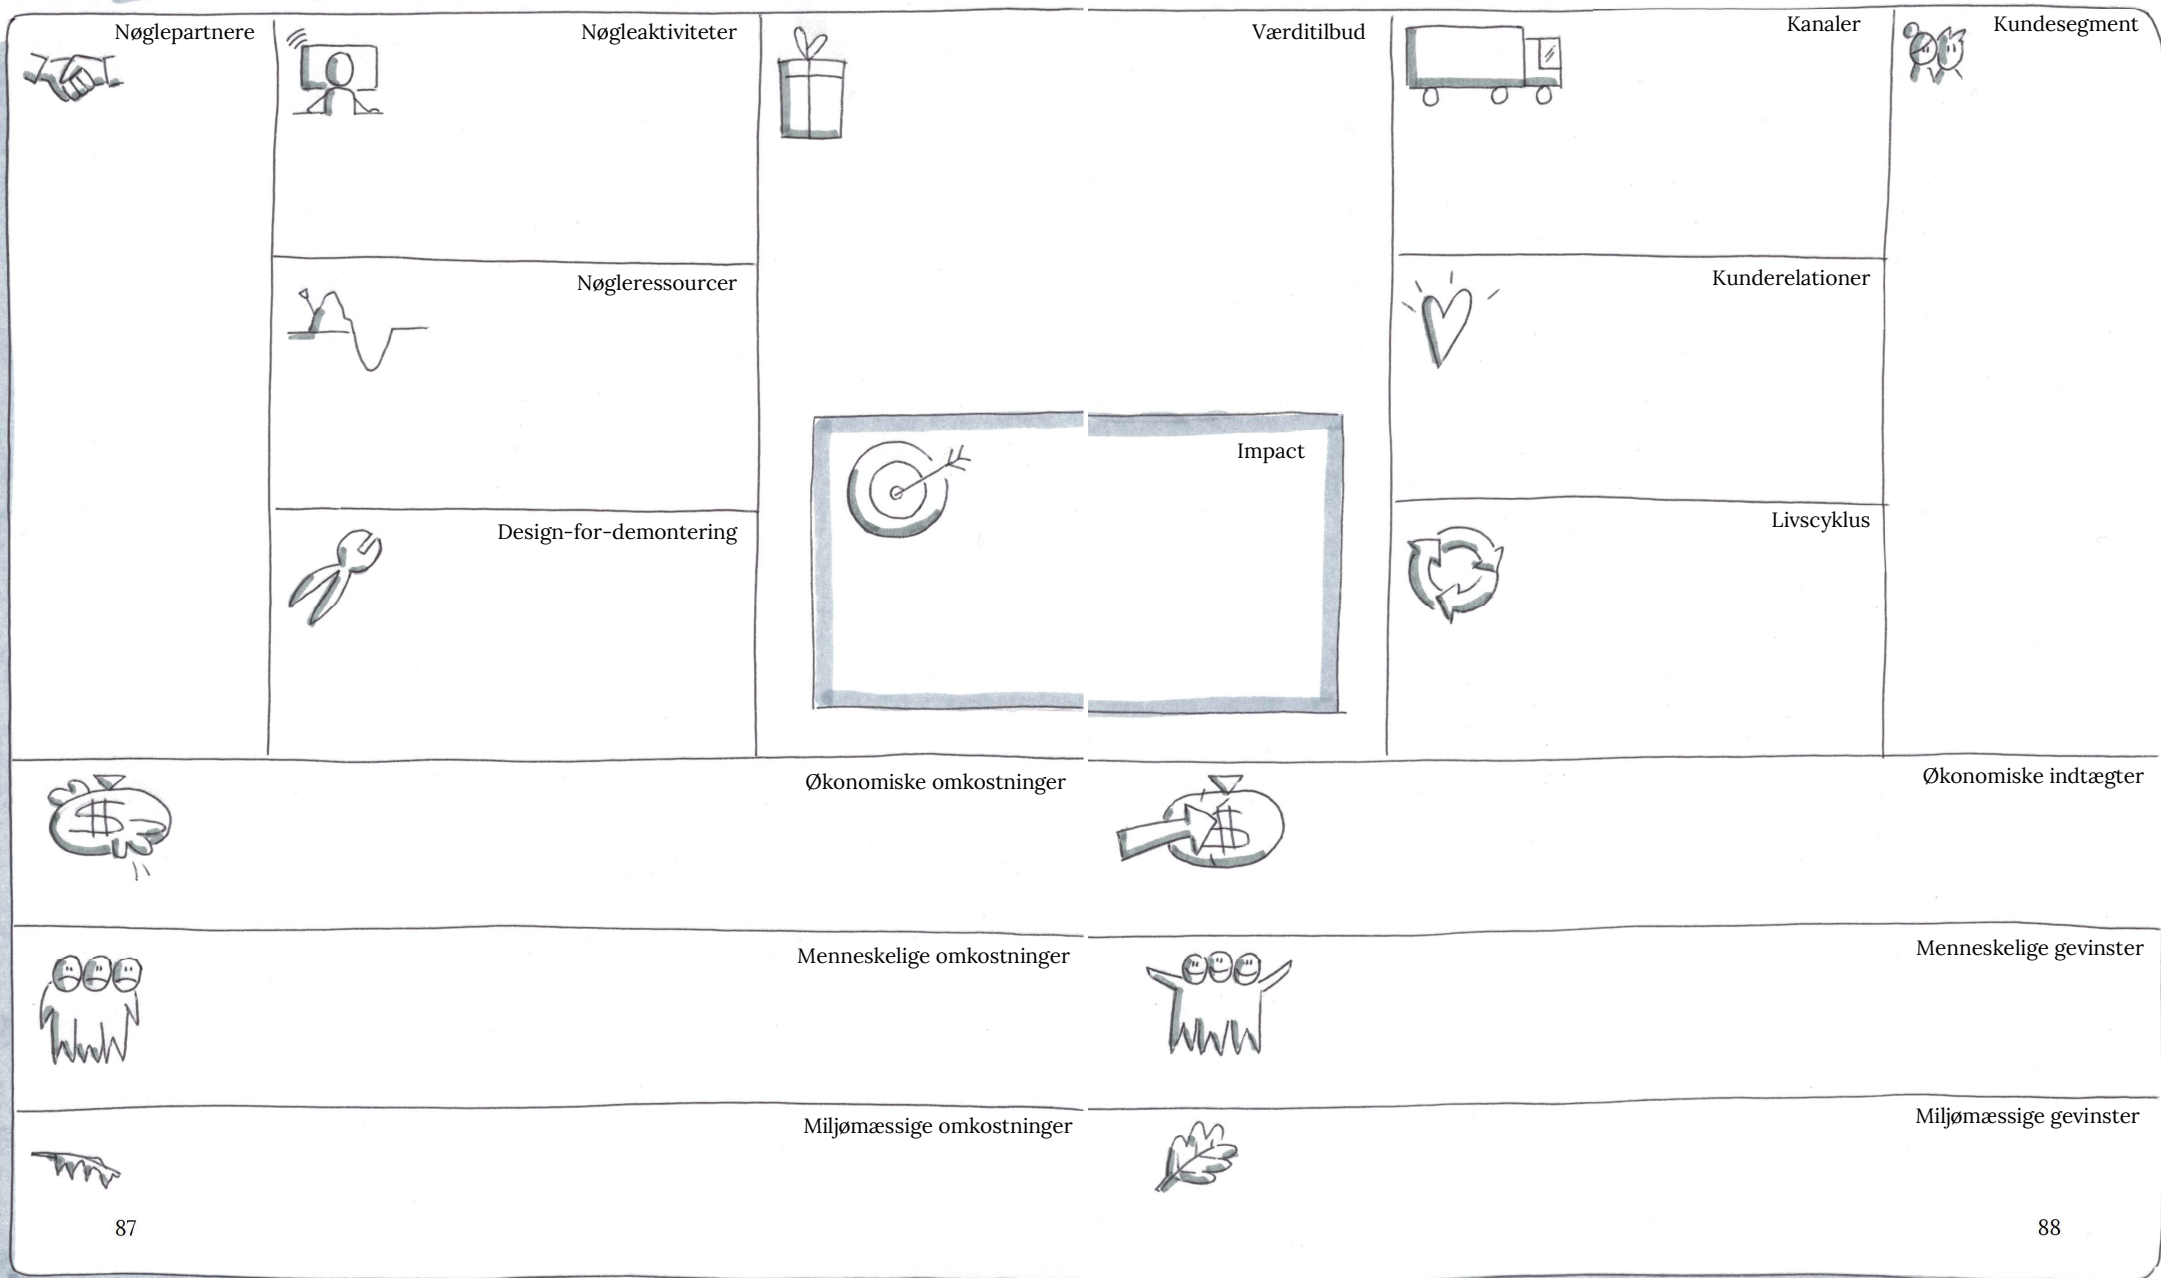 Nøglepartnere
Nøgleaktiviteter
Nøgleressourcer
Design-for-demontering
Værditilbud
Impact
Kanaler
Kunderelationer
Livscyklus
Kundesegment
Økonomiske omkostninger
Økonomiske indtægter
Menneskelige omkostninger
Menneskelige gevinster
Miljømæssige omkostninger
Miljømæssige gevinster
87
88